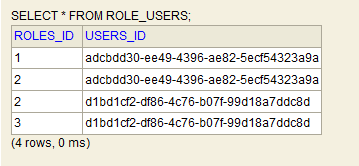 SELECT * FROM ROLE_USERS;
ROLES_ID USERS_ID
1 adcbdd30-ee49-4396-ae82-5ecf54323a9a
2 adcbdd30-ee49-4396-ae82-5ecf54323a9a
2 d1bd1cf2-df86-4c76-b07f-99d18a7ddc8d
3 d1bd1cf2-df86-4c76-b07f-99d18a7ddc8d
(4 rows, 0 ms)